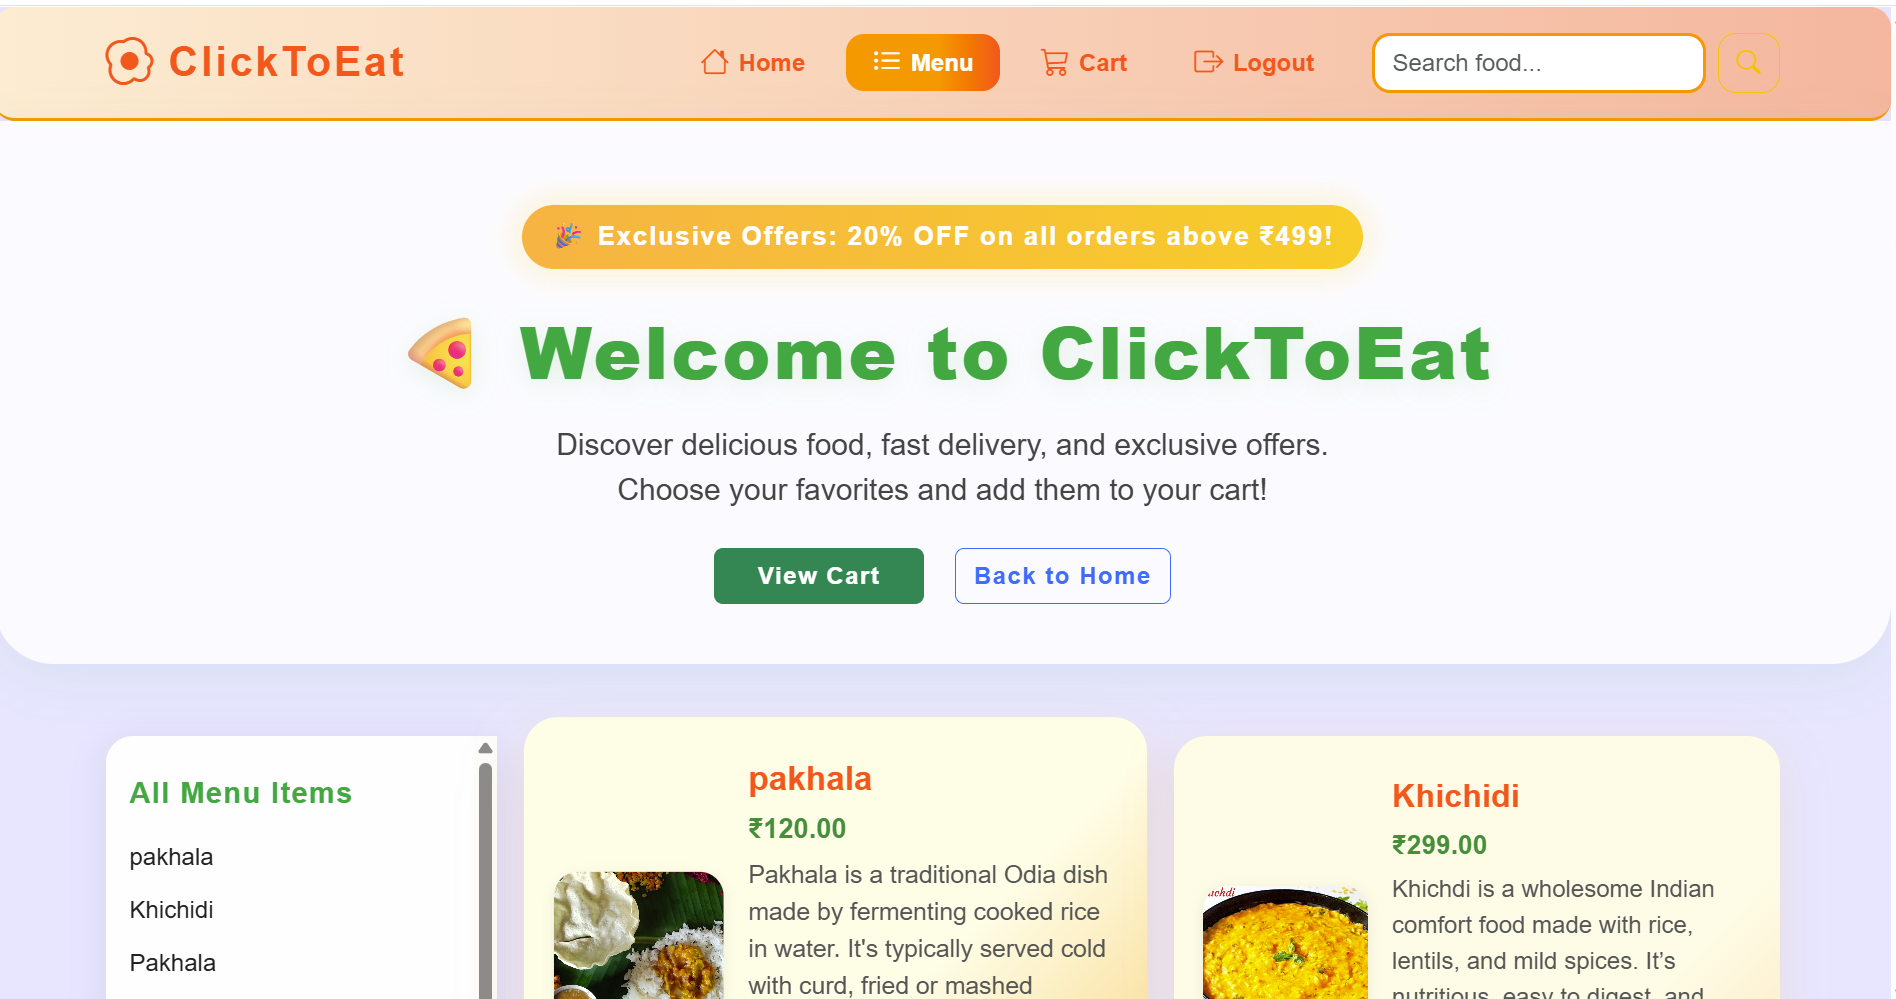 ClickToEat
Home
Menu
Cart
Logout
Search food...
Exclusive Offers: 20% OFF on all orders above ₹499!
Welcome to ClickToEat
Discover delicious food, fast delivery, and exclusive offers.
Choose your favorites and add them to your cart!
View Cart
Back to Home
All Menu Items
pakhala
Khichidi
Pakhala
pakhala
₹120.00
Pakhala is a traditional Odia dish
made by fermenting cooked rice
in water. It's typically served cold
with curd, fried or mashed
Khichidi
₹299.00
achdi
Khichdi is a wholesome Indian
comfort food made with rice,
lentils, and mild spices. It’s
nutritious, easy to digest, and